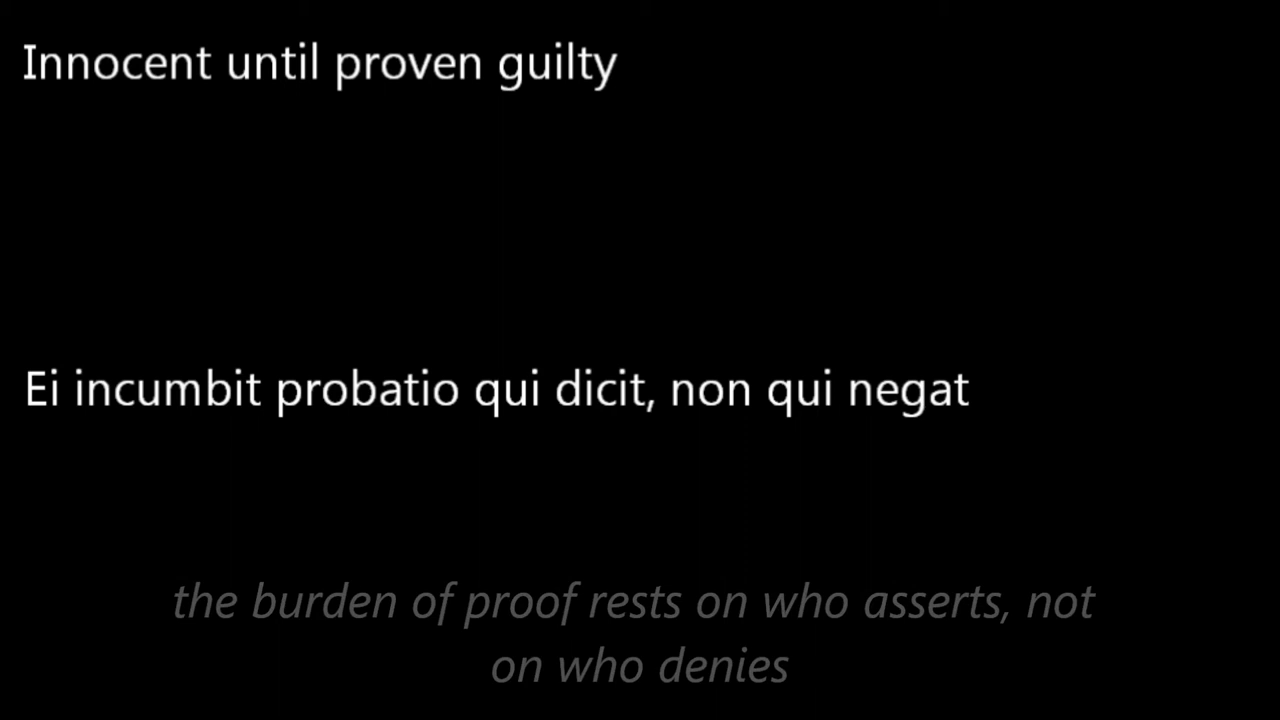 Innocent until proven guilty
Ei incumbit probatio qui dicit, non qui negat
the burden of proof rests on who asserts, not
on who denies